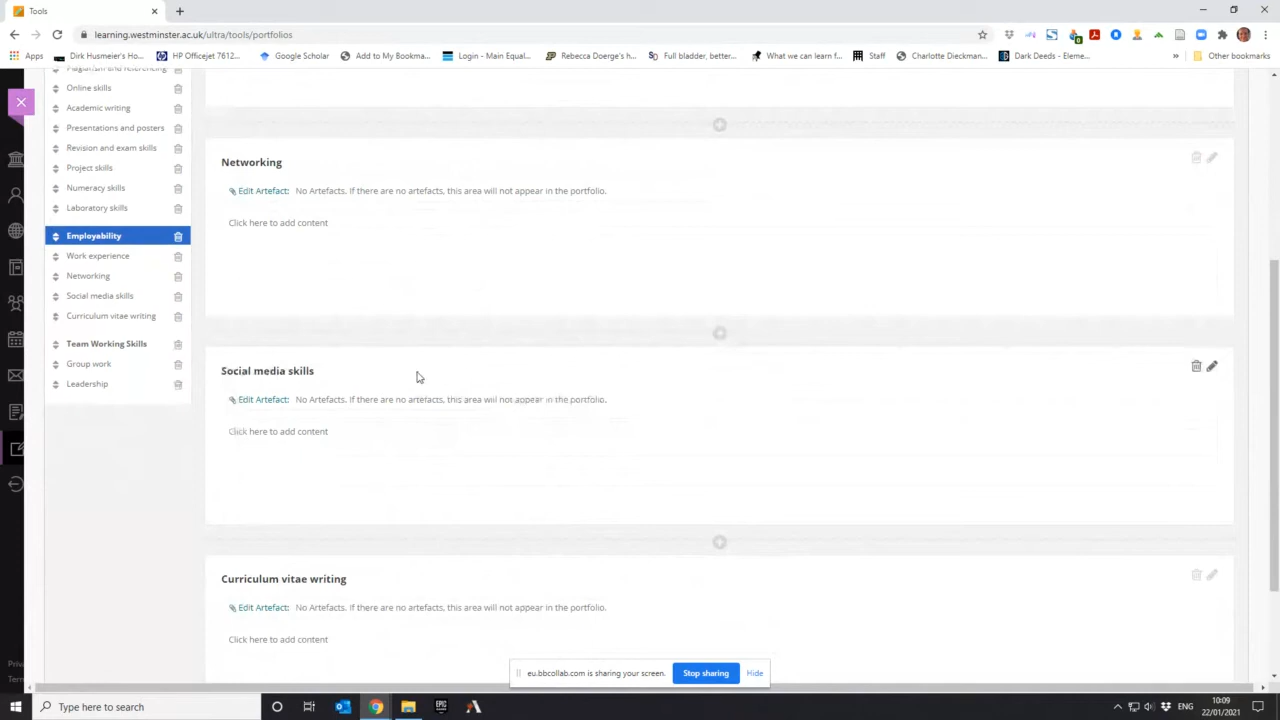 Tools
learning.westminster.ac.uk/ultra/tools/portfolios
Apps
Dirk Husmeier's Ho...
HP Officejet 7612...
Google Scholar
Add to My Bookma...
Login - Main Equal...
Rebecca Doerge's h...
Full bladder, better...
What we can learn f...
Staff
Charlotte Dieckman...
Dark Deeds - Eleme...
»
Other bookmarks
Plagiarism and referencing
Online skills
Academic writing
Presentations and posters
Revision and exam skills
Project skills
Numeracy skills
Laboratory skills
Employability
Work experience
Networking
Social media skills
Curriculum vitae writing
Team Working Skills
Group work
Leadership
Networking
Edit Artefact: No Artefacts. If there are no artefacts, this area will not appear in the portfolio.
Click here to add content
Social media skills
Edit Artefact: No Artefacts. If there are no artefacts, this area will not appear in the portfolio.
Click here to add content
Curriculum vitae writing
Edit Artefact: No Artefacts. If there are no artefacts, this area will not appear in the portfolio.
Click here to add content
Priv
Term
eu.bbcollab.com is sharing your screen.
Stop sharing
Hide
Type here to search
EPIC
ENG
10:09
22/01/2021